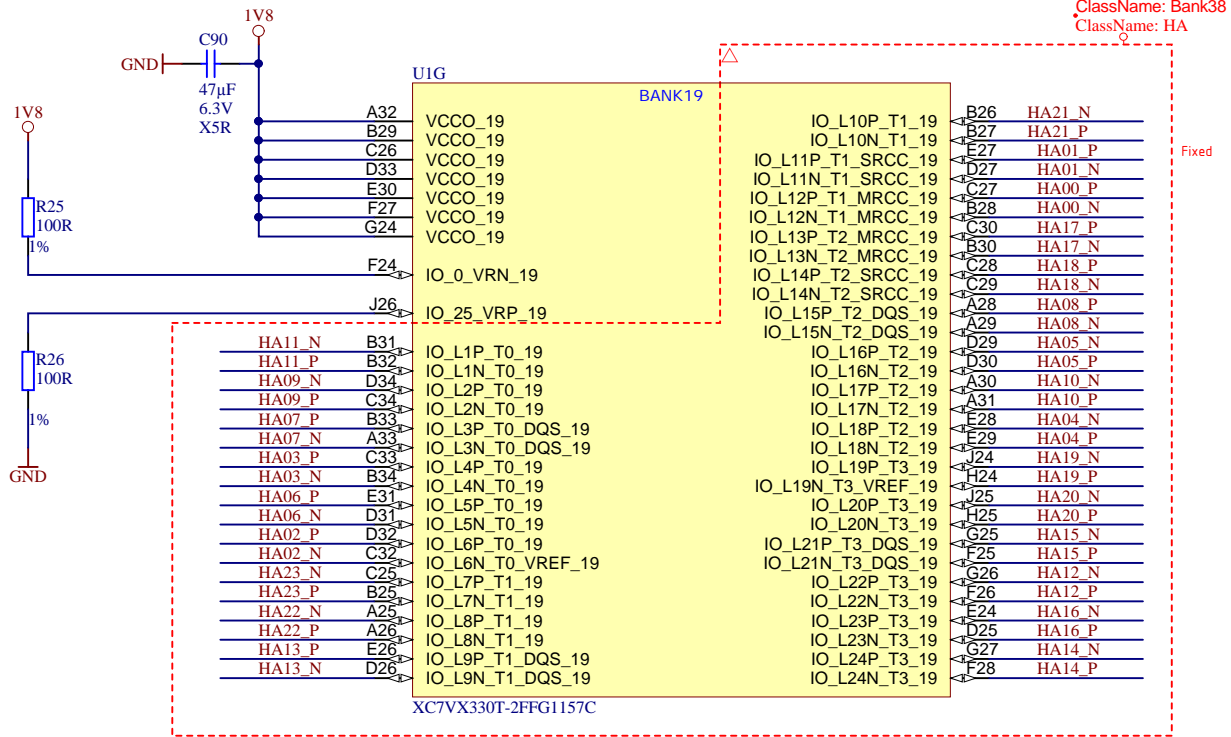 ClassName: Bank38
ClassName: HA
1V8
C90
GND
47µF
6.3V
X5R
U1G
BANK19
Fixed
1V8
R25
100R
1%
R26
100R
1%
GND
A32 VCCO_19
B29 VCCO_19
C26 VCCO_19
D33 VCCO_19
E30 VCCO_19
F27 VCCO_19
G24 VCCO_19
F24 IO_0_VRN_19
J26 IO_25_VRP_19
HA11_N B31 IO_L1P_T0_19
HA11_P B32 IO_L1N_T0_19
HA09_N D34 IO_L2P_T0_19
HA09_P C34 IO_L2N_T0_19
HA07_P B33 IO_L3P_T0_DQS_19
HA07_N A33 IO_L3N_T0_DQS_19
HA03_P C33 IO_L4P_T0_19
HA03_N B34 IO_L4N_T0_19
HA06_P E31 IO_L5P_T0_19
HA06_N D31 IO_L5N_T0_19
HA02_P D32 IO_L6P_T0_19
HA02_N C32 IO_L6N_T0_VREF_19
HA23_N C25 IO_L7P_T1_19
HA23_P B25 IO_L7N_T1_19
HA22_N A25 IO_L8P_T1_19
HA22_P A26 IO_L8N_T1_19
HA13_P E26 IO_L9P_T1_DQS_19
HA13_N D26 IO_L9N_T1_DQS_19
IO_L10P_T1_19 B26 HA21_N
IO_L10N_T1_19 B27 HA21_P
IO_L11P_T1_SRCC_19 E27 HA01_P
IO_L11N_T1_SRCC_19 D27 HA01_N
IO_L12P_T1_MRCC_19 C27 HA00_P
IO_L12N_T1_MRCC_19 B28 HA00_N
IO_L13P_T2_MRCC_19 C30 HA17_P
IO_L13N_T2_MRCC_19 B30 HA17_N
IO_L14P_T2_SRCC_19 C28 HA18_P
IO_L14N_T2_SRCC_19 C29 HA18_N
IO_L15P_T2_DQS_19 A28 HA08_P
IO_L15N_T2_DQS_19 A29 HA08_N
IO_L16P_T2_19 D29 HA05_N
IO_L16N_T2_19 D30 HA05_P
IO_L17P_T2_19 A30 HA10_N
IO_L17N_T2_19 A31 HA10_P
IO_L18P_T2_19 E28 HA04_N
IO_L18N_T2_19 E29 HA04_P
IO_L19P_T3_19 J24 HA19_N
IO_L19N_T3_VREF_19 H24 HA19_P
IO_L20P_T3_19 J25 HA20_N
IO_L20N_T3_19 H25 HA20_P
IO_L21P_T3_DQS_19 G25 HA15_N
IO_L21N_T3_DQS_19 F25 HA15_P
IO_L22P_T3_19 G26 HA12_N
IO_L22N_T3_19 F26 HA12_P
IO_L23P_T3_19 E24 HA16_N
IO_L23N_T3_19 D25 HA16_P
IO_L24P_T3_19 G27 HA14_N
IO_L24N_T3_19 F28 HA14_P
XC7VX330T-2FFG1157C